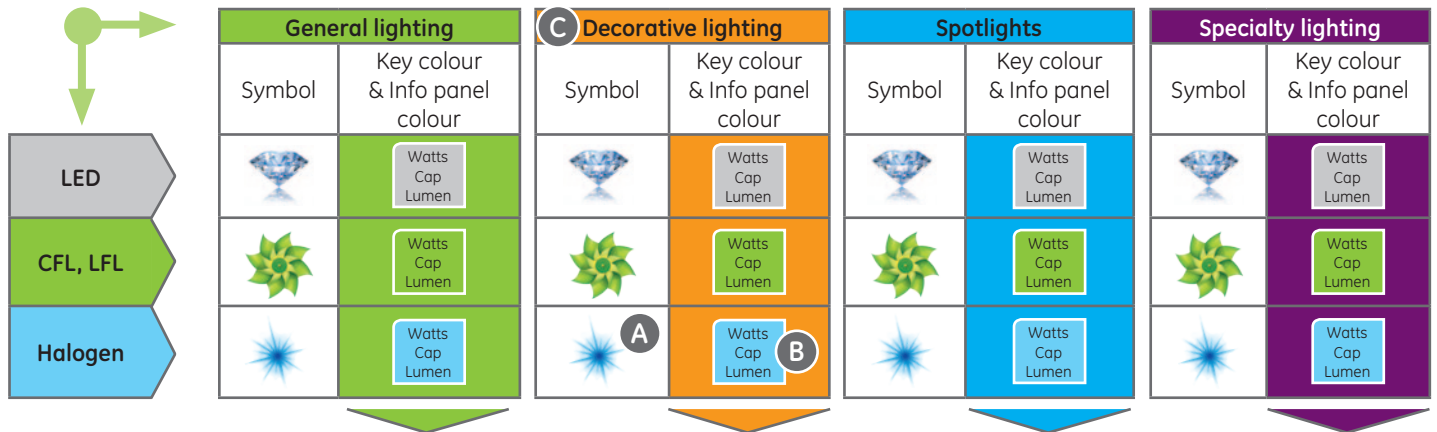 General lighting
C Decorative lighting
Spotlights
Specialty lighting
Symbol
Key colour
& Info panel
colour
Symbol
Key colour
& Info panel
colour
Symbol
Key colour
& Info panel
colour
Symbol
Key colour
& Info panel
colour
LED
Watts
Cap
Lumen
Watts
Cap
Lumen
Watts
Cap
Lumen
Watts
Cap
Lumen
CFL, LFL
Watts
Cap
Lumen
Watts
Cap
Lumen
Watts
Cap
Lumen
Watts
Cap
Lumen
Halogen
Watts
Cap
Lumen
A
Watts
Cap
Lumen
B
Watts
Cap
Lumen
Watts
Cap
Lumen